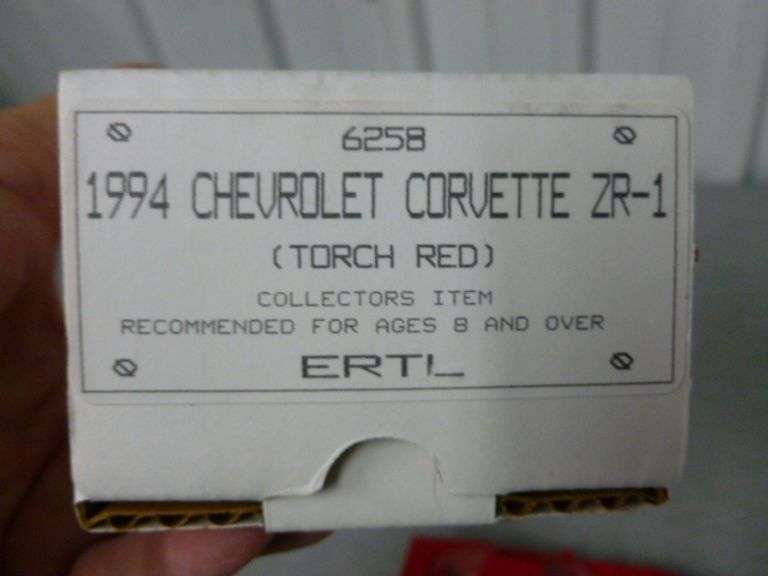 6258
1994 CHEVROLET CORVETTE ZR-1
(TORCH RED)
COLLECTORS ITEM
RECOMMENDED FOR AGES 8 AND OVER
ERTL